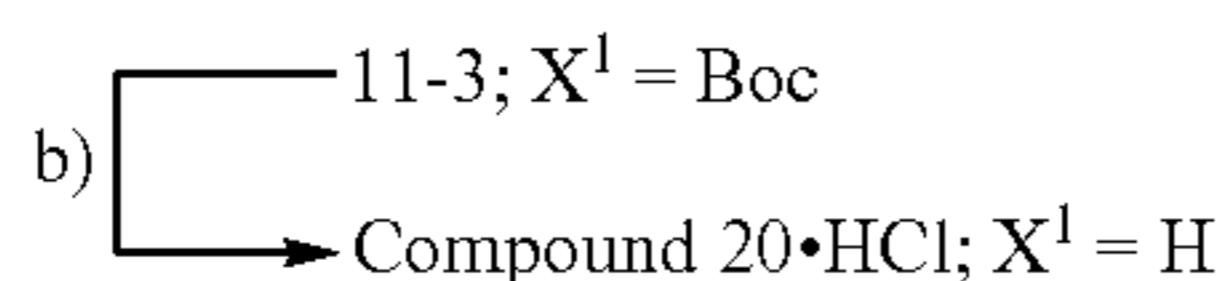 11-3; X¹ = Boc
b)
Compound 20•HCl; X¹ = H